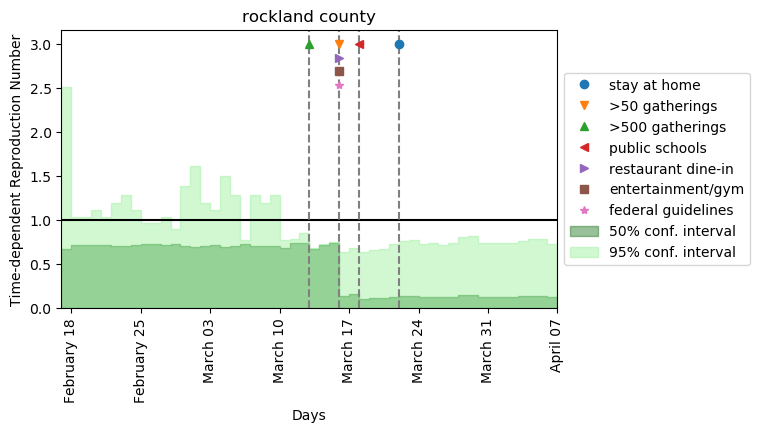 rockland county
Time-dependent Reproduction Number
3.0
2.5
2.0
1.5
1.0
0.5
0.0
February 18
February 25
March 03
March 10
March 17
March 24
March 31
April 07
Days
stay at home
>50 gatherings
>500 gatherings
public schools
restaurant dine-in
entertainment/gym
federal guidelines
50% conf. interval
95% conf. interval